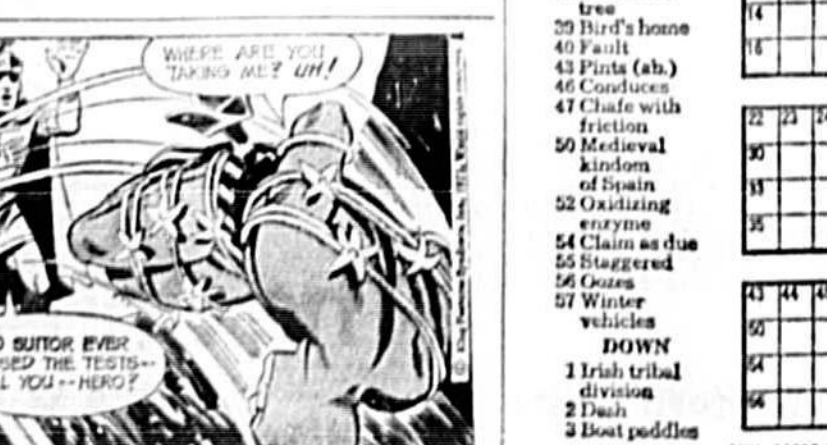 WHERE ARE YOU
TAKING ME? UH!
SUITOR EVER
THE TESTS--
YOU -- HERO?
tree
39 Bird's home
40 Fault
43 Pints (ab.)
46 Conduces
47 Chafe with
friction
50 Medieval
kindom
of Spain
52 Oxidizing
enzyme
54 Claim as due
55 Staggered
56 Oozes
57 Winter
vehicles
DOWN
1 Irish tribal
division
2 Dash
3 Boat paddles
14
16
22 23
30
33
35
43 44
50
54
56